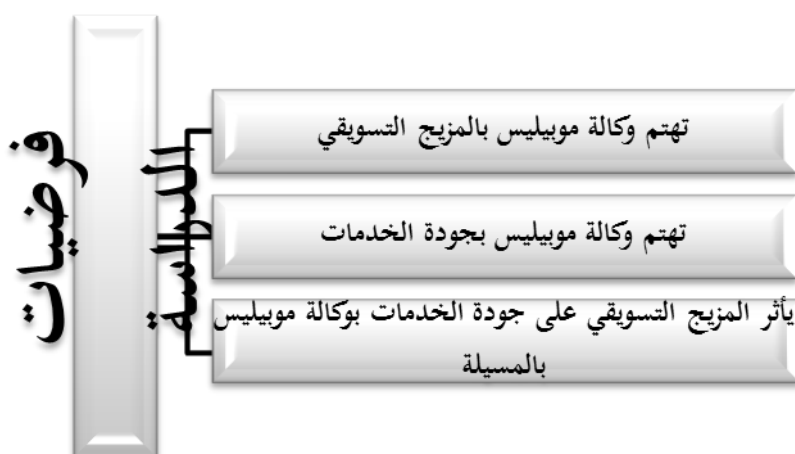 فرضيات
الدراسة
تهتم وكالة موبيليس بالمزيج التسويقي
تهتم وكالة موبيليس بجودة الخدمات
يأثر المزيج التسويقي على جودة الخدمات بوكالة موبيليس
بالمسيلة